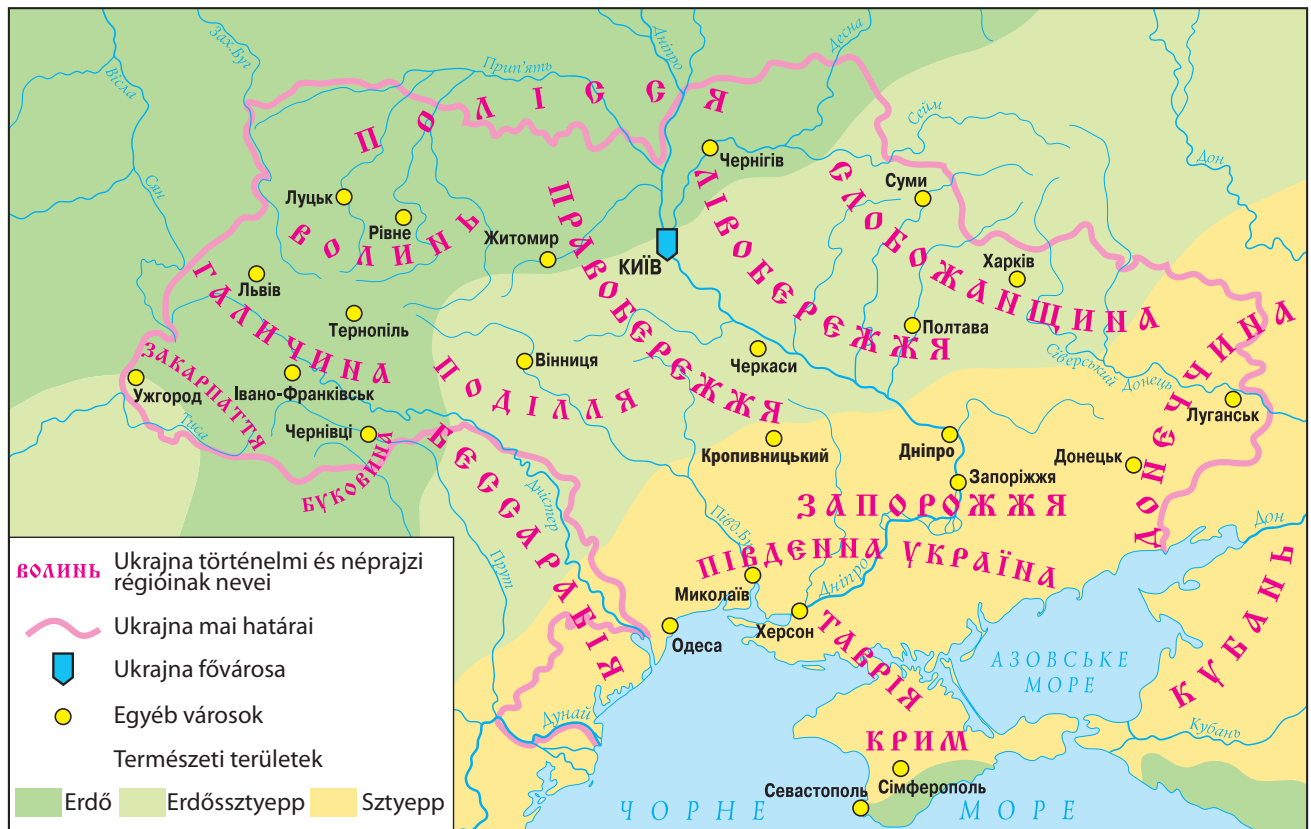 Зах.Буг
Дніпро
Десна
Вісла
Прип'ять
Сейм
Дон
Сян
ПОЛІССЯ
Чернігів
Луцьк
Рівне
ВОЛИНЬ
Житомир
КИЇВ
Суми
ПРАВОБЕРЕЖЖЯ
ЛІВОБЕРЕЖЖЯ
СЛОБОЖАНЩИНА
Харків
Львів
ГАЛИЧИНА
Тернопіль
Полтава
Вінниця
Черкаси
Сіверський Донець
ЗАКАРПАТТЯ
Ужгород
Івано-Франківськ
ПОДІЛЛЯ
Луганськ
Тиса
Чернівці
БУКОВИНА
БЕССАРАБІЯ
Кропивницький
Дніпро
Донецьк
ДОНЕЧЧИНА
Запоріжжя
ЗАПОРОЖЖЯ
Дністер
Півд.Буг
Дон
ПІВДЕННА УКРАЇНА
Прут
Миколаїв
Дніпро
Херсон
Одеса
ТАВРІЯ
АЗОВСЬКЕ
МОРЕ
КУБАНЬ
Дунай
Кубань
КРИМ
Севастополь
Сімферополь
ЧОРНЕ МОРЕ
ВОЛИНЬ
Ukrajna történelmi és néprajzi
régióinak nevei
Ukrajna mai határai
Ukrajna fővárosa
Egyéb városok
Természeti területek
Erdő
Erdőssztyepp
Sztyepp